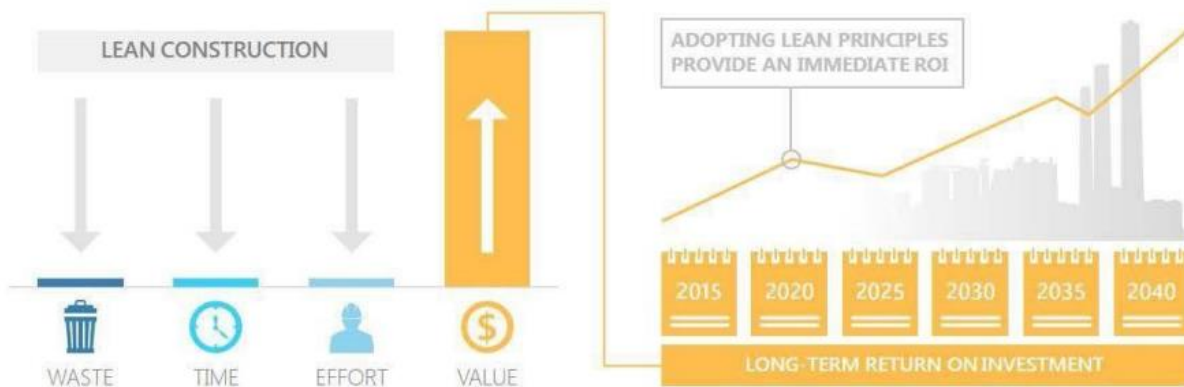 LEAN CONSTRUCTION
WASTE
TIME
EFFORT
$
VALUE
ADOPTING LEAN PRINCIPLES
PROVIDE AN IMMEDIATE ROI
2015
2020
2025
2030
2035
2040
LONG-TERM RETURN ON INVESTMENT